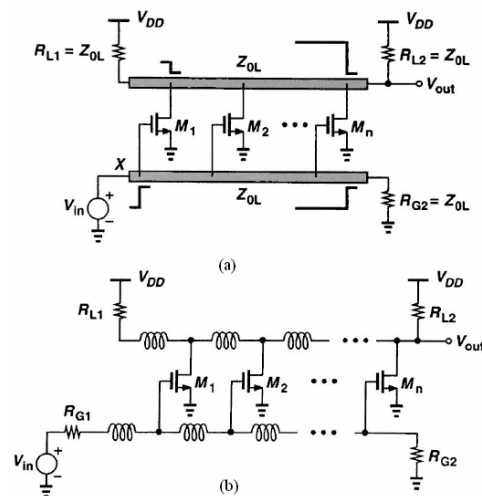 V_DD V_DD
R_L1 = Z_0L Z_0L R_L2 = Z_0L
V_out
M_1 M_2 M_n
X
V_in + − Z_0L R_G2 = Z_0L
(a)
V_DD V_DD
R_L1 R_L2
V_out
M_1 M_2 M_n
R_G1
V_in + − R_G2
(b)